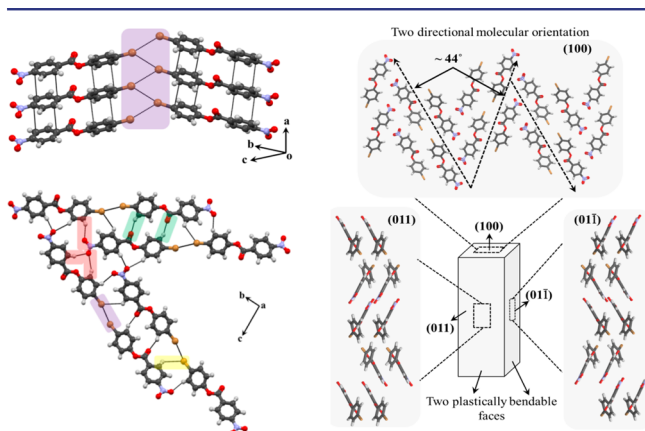 a
b
c
o
b
a
c
Two directional molecular orientation
(100)
~ 44°
(011)
(011̄)
(100)
(011)
(011̄)
Two plastically bendable
faces